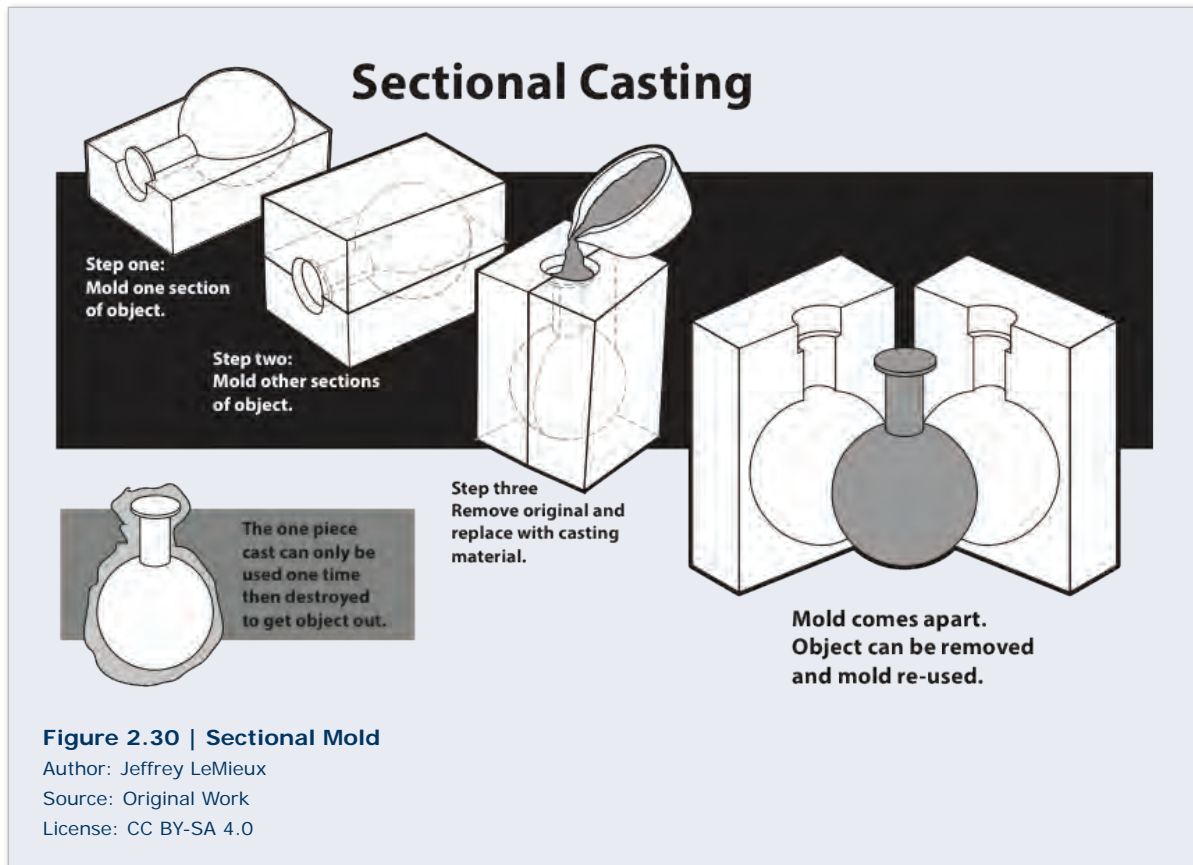 Sectional Casting
Step one:
Mold one section
of object.
Step two:
Mold other sections
of object.
Step three
Remove original and
replace with casting
material.
The one piece
cast can only be
used one time
then destroyed
to get object out.
Mold comes apart.
Object can be removed
and mold re-used.
Figure 2.30 | Sectional Mold
Author: Jeffrey LeMieux
Source: Original Work
License: CC BY-SA 4.0